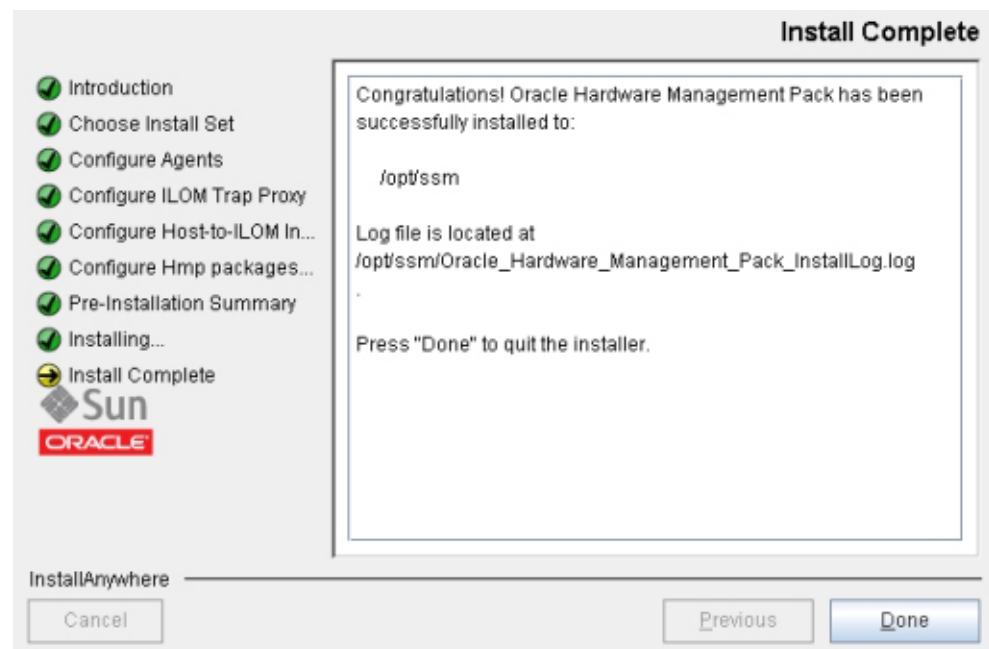 Install Complete
Introduction
Choose Install Set
Configure Agents
Configure ILOM Trap Proxy
Configure Host-to-ILOM In...
Configure Hmp packages...
Pre-Installation Summary
Installing...
Install Complete
Sun
ORACLE
Congratulations! Oracle Hardware Management Pack has been
successfully installed to:
/opt/ssm
Log file is located at
/opt/ssm/Oracle_Hardware_Management_Pack_InstallLog.log
.
Press "Done" to quit the installer.
InstallAnywhere
Cancel
Previous
Done